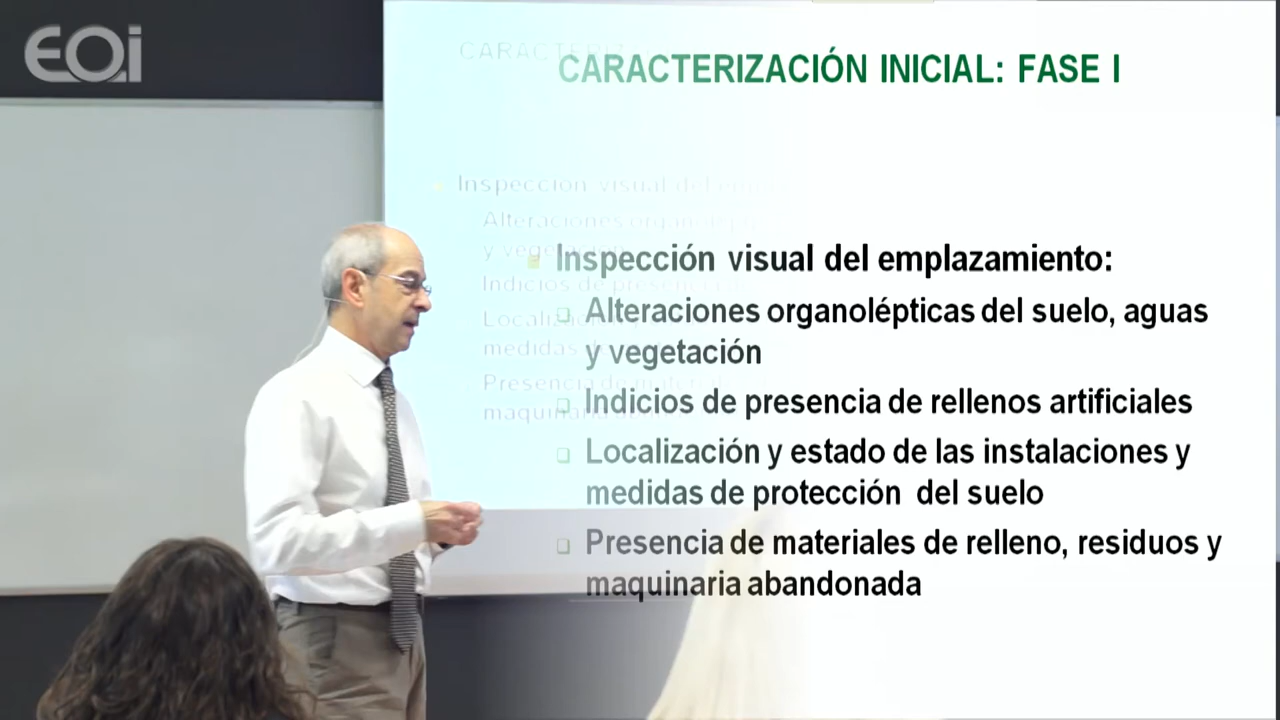 EOi
CARACTERIZACIÓN INICIAL: FASE I
Inspección visual del emplazamiento:
Alteraciones organolépticas del suelo, aguas
y vegetación
Indicios de presencia de rellenos artificiales
Localización y estado de las instalaciones y
medidas de protección del suelo
Presencia de materiales de relleno, residuos y
maquinaria abandonada